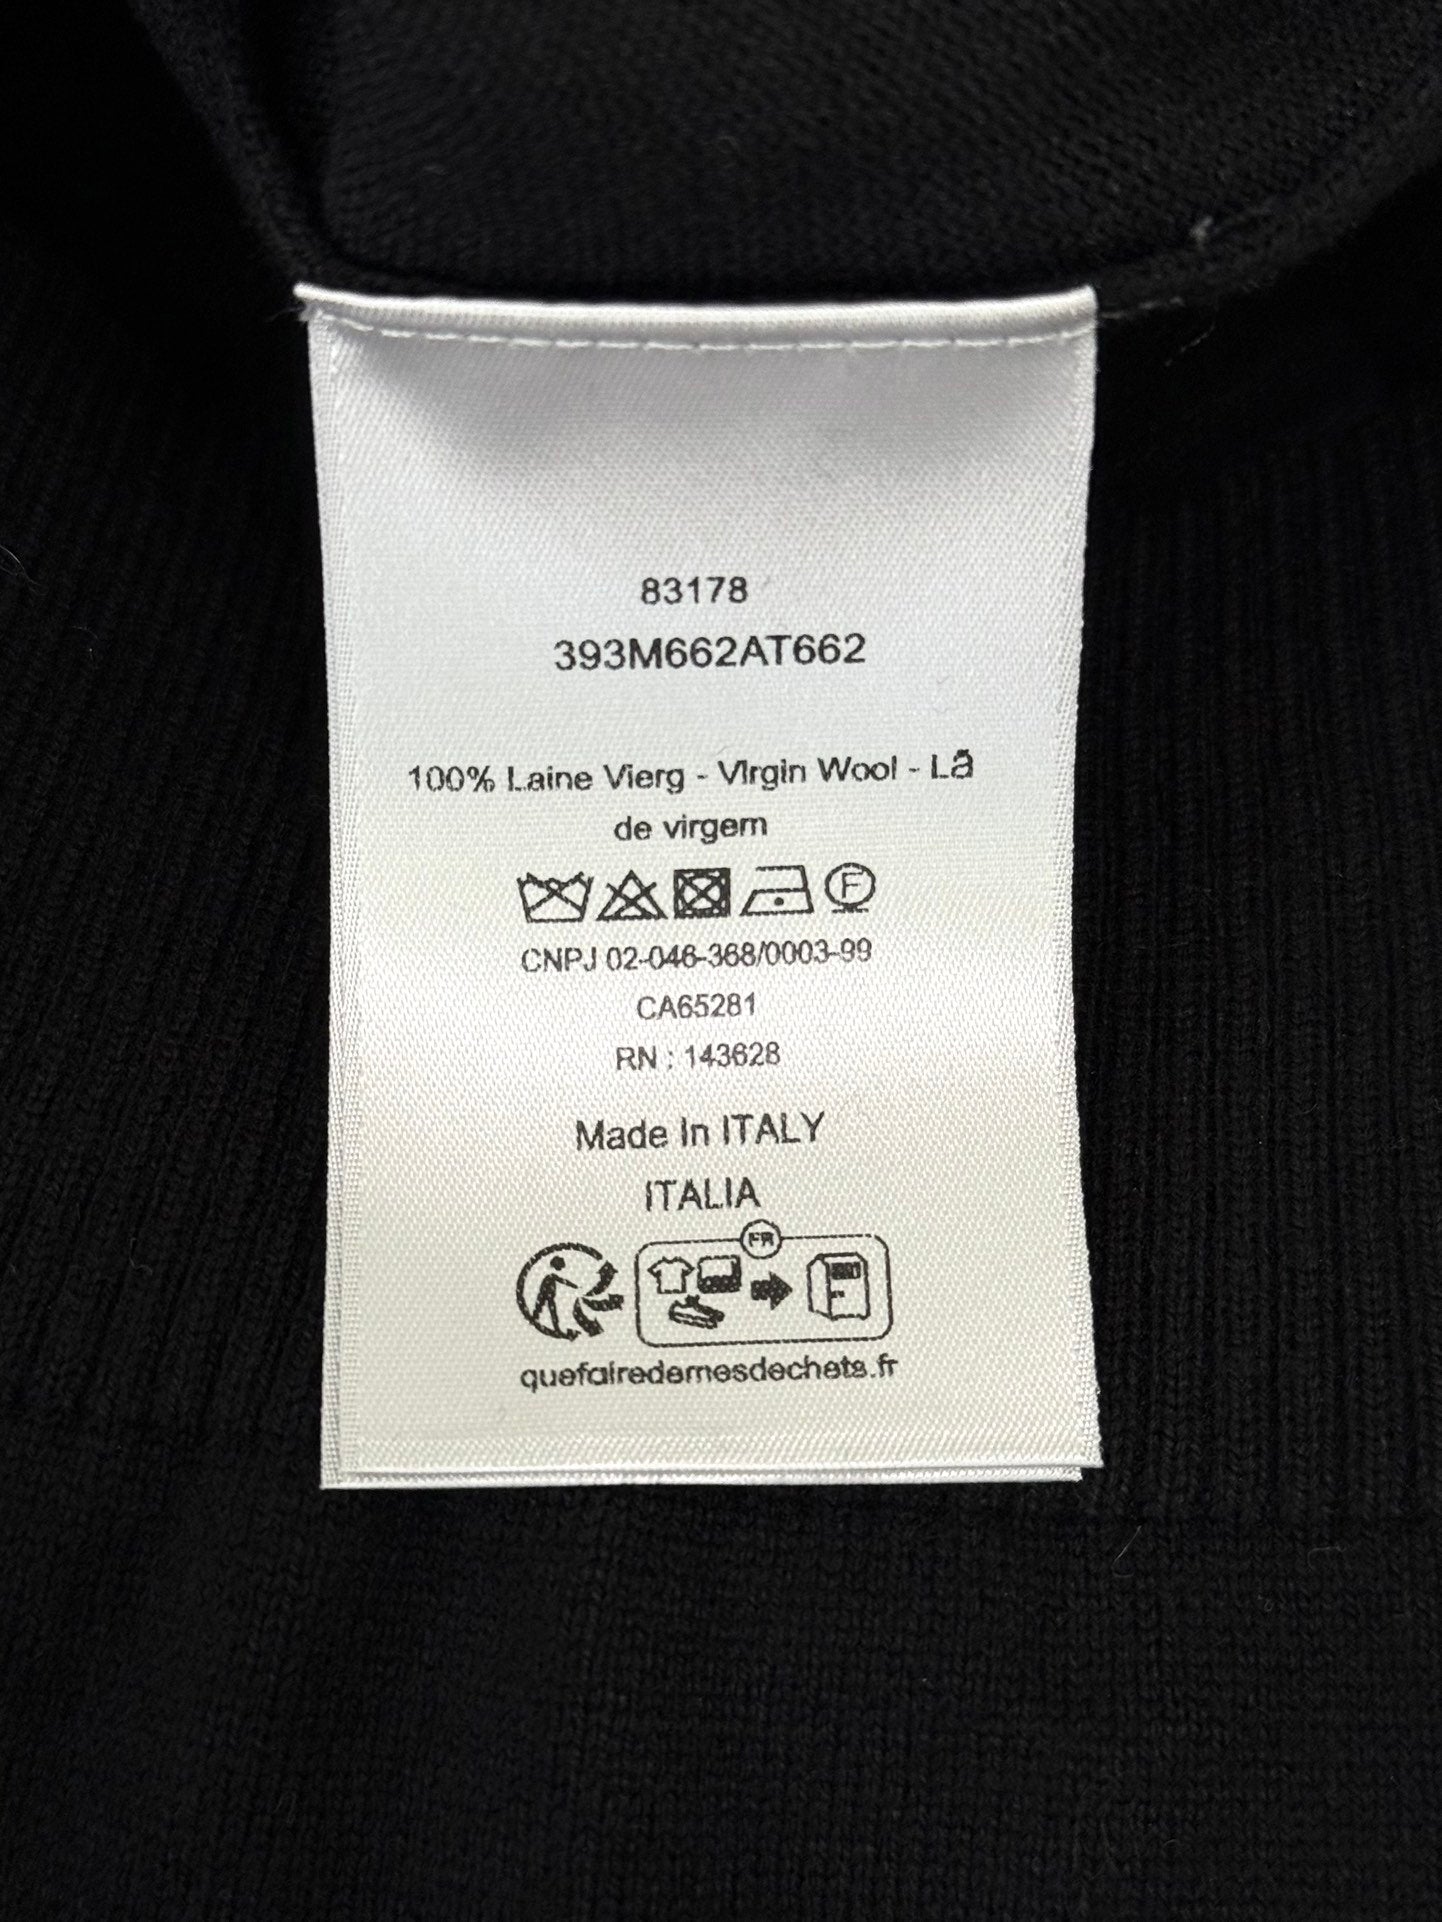 83178
393M662AT662
100% Laine Vierg - VIrgin Wool - Lã
de virgem
F
CNPJ 02-046-368/0003-99
CA65281
RN : 143628
Made In ITALY
ITALIA
FR
quefairedemesdechets.fr